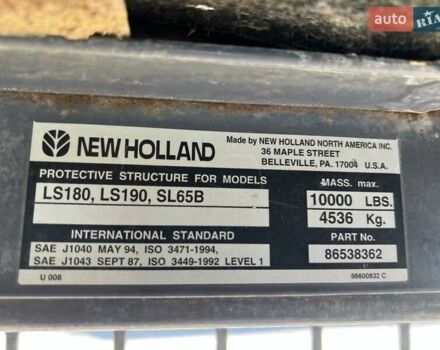 auto RIA
NEW HOLLAND
Made by NEW HOLLAND NORTH AMERICA INC.
36 MAPLE STREET
BELLEVILLE, PA. 17004 U.S.A.
PROTECTIVE STRUCTURE FOR MODELS
MASS. max.
LS180, LS190, SL65B
10000 LBS.
4536 Kg.
INTERNATIONAL STANDARD
PART No.
SAE J1040 MAY 94, ISO 3471-1994,
SAE J1043 SEPT 87, ISO 3449-1992 LEVEL 1
86538362
U 008
86600832 C